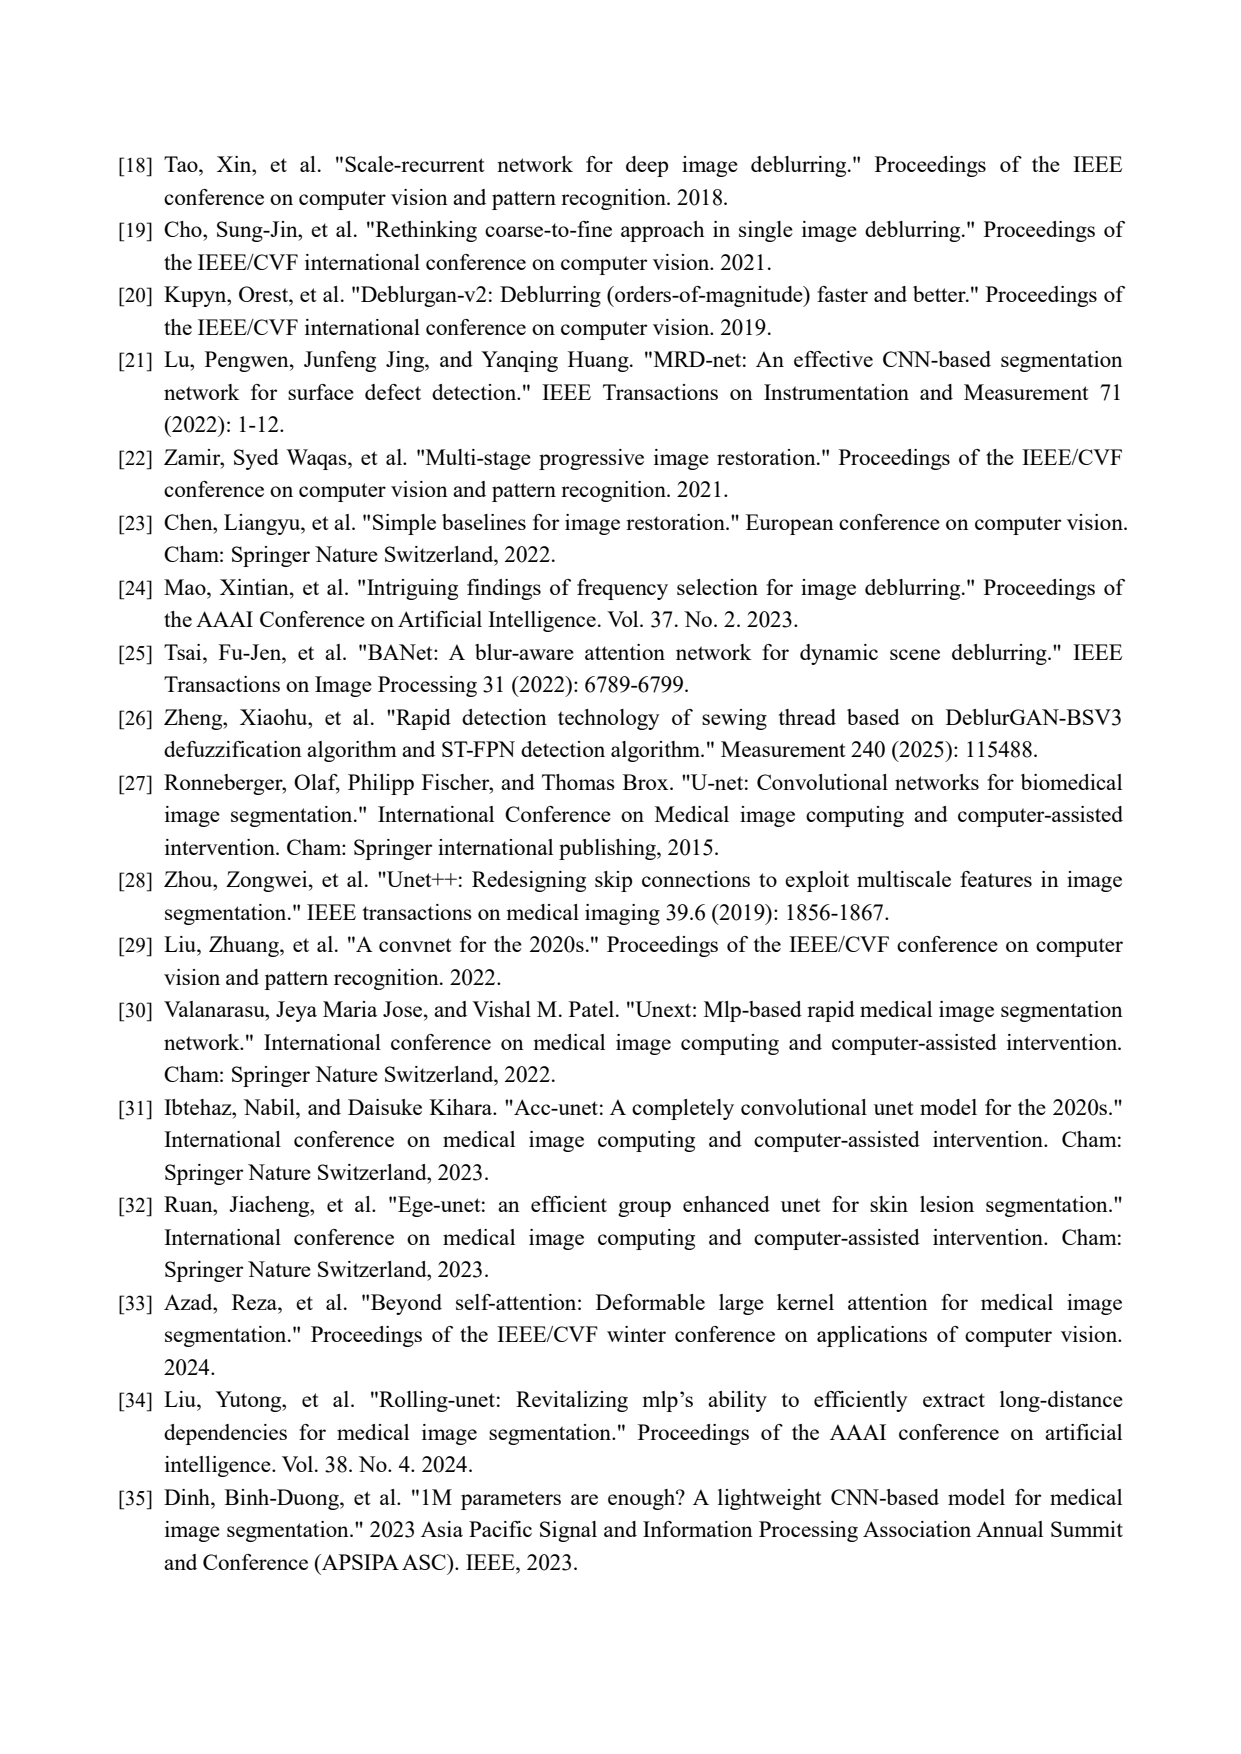 [18] Tao, Xin, et al. "Scale-recurrent network for deep image deblurring." Proceedings of the IEEE
conference on computer vision and pattern recognition. 2018.
[19] Cho, Sung-Jin, et al. "Rethinking coarse-to-fine approach in single image deblurring." Proceedings of
the IEEE/CVF international conference on computer vision. 2021.
[20] Kupyn, Orest, et al. "Deblurgan-v2: Deblurring (orders-of-magnitude) faster and better." Proceedings of
the IEEE/CVF international conference on computer vision. 2019.
[21] Lu, Pengwen, Junfeng Jing, and Yanqing Huang. "MRD-net: An effective CNN-based segmentation
network for surface defect detection." IEEE Transactions on Instrumentation and Measurement 71
(2022): 1-12.
[22] Zamir, Syed Waqas, et al. "Multi-stage progressive image restoration." Proceedings of the IEEE/CVF
conference on computer vision and pattern recognition. 2021.
[23] Chen, Liangyu, et al. "Simple baselines for image restoration." European conference on computer vision.
Cham: Springer Nature Switzerland, 2022.
[24] Mao, Xintian, et al. "Intriguing findings of frequency selection for image deblurring." Proceedings of
the AAAI Conference on Artificial Intelligence. Vol. 37. No. 2. 2023.
[25] Tsai, Fu-Jen, et al. "BANet: A blur-aware attention network for dynamic scene deblurring." IEEE
Transactions on Image Processing 31 (2022): 6789-6799.
[26] Zheng, Xiaohu, et al. "Rapid detection technology of sewing thread based on DeblurGAN-BSV3
defuzzification algorithm and ST-FPN detection algorithm." Measurement 240 (2025): 115488.
[27] Ronneberger, Olaf, Philipp Fischer, and Thomas Brox. "U-net: Convolutional networks for biomedical
image segmentation." International Conference on Medical image computing and computer-assisted
intervention. Cham: Springer international publishing, 2015.
[28] Zhou, Zongwei, et al. "Unet++: Redesigning skip connections to exploit multiscale features in image
segmentation." IEEE transactions on medical imaging 39.6 (2019): 1856-1867.
[29] Liu, Zhuang, et al. "A convnet for the 2020s." Proceedings of the IEEE/CVF conference on computer
vision and pattern recognition. 2022.
[30] Valanarasu, Jeya Maria Jose, and Vishal M. Patel. "Unext: Mlp-based rapid medical image segmentation
network." International conference on medical image computing and computer-assisted intervention.
Cham: Springer Nature Switzerland, 2022.
[31] Ibtehaz, Nabil, and Daisuke Kihara. "Acc-unet: A completely convolutional unet model for the 2020s."
International conference on medical image computing and computer-assisted intervention. Cham:
Springer Nature Switzerland, 2023.
[32] Ruan, Jiacheng, et al. "Ege-unet: an efficient group enhanced unet for skin lesion segmentation."
International conference on medical image computing and computer-assisted intervention. Cham:
Springer Nature Switzerland, 2023.
[33] Azad, Reza, et al. "Beyond self-attention: Deformable large kernel attention for medical image
segmentation." Proceedings of the IEEE/CVF winter conference on applications of computer vision.
2024.
[34] Liu, Yutong, et al. "Rolling-unet: Revitalizing mlp’s ability to efficiently extract long-distance
dependencies for medical image segmentation." Proceedings of the AAAI conference on artificial
intelligence. Vol. 38. No. 4. 2024.
[35] Dinh, Binh-Duong, et al. "1M parameters are enough? A lightweight CNN-based model for medical
image segmentation." 2023 Asia Pacific Signal and Information Processing Association Annual Summit
and Conference (APSIPA ASC). IEEE, 2023.